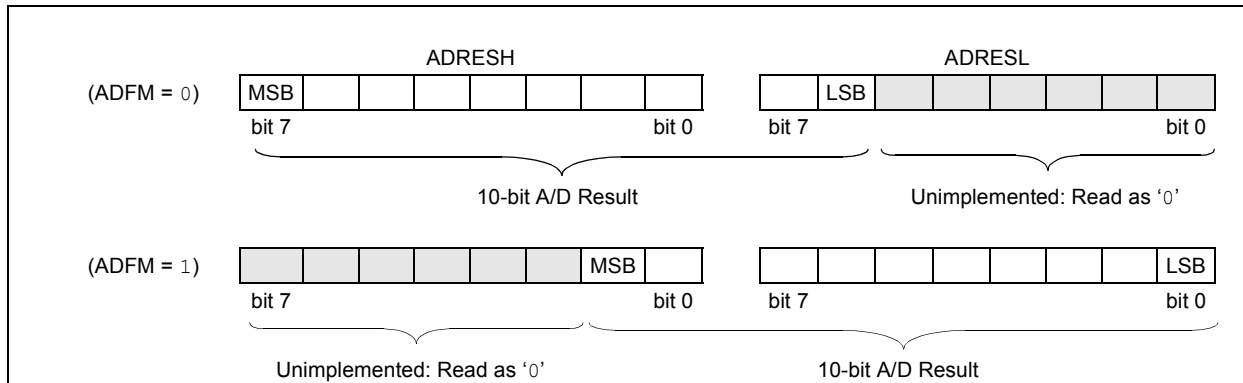 ADRESH ADRESL
(ADFM = 0) MSB LSB
bit 7 bit 0 bit 7 bit 0
10-bit A/D Result Unimplemented: Read as ‘0’
(ADFM = 1) MSB LSB
bit 7 bit 0 bit 7 bit 0
Unimplemented: Read as ‘0’ 10-bit A/D Result